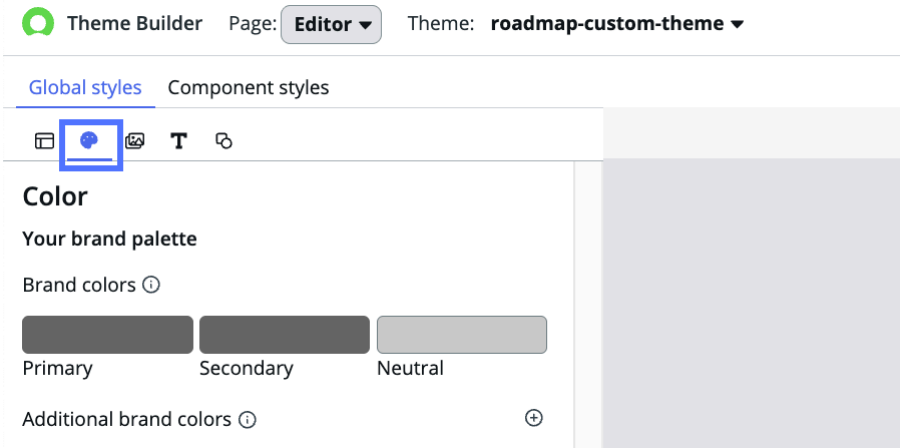 Theme Builder Page: Editor Theme: roadmap-custom-theme
Global styles Component styles
Color
Your brand palette
Brand colors
Primary Secondary Neutral
Additional brand colors